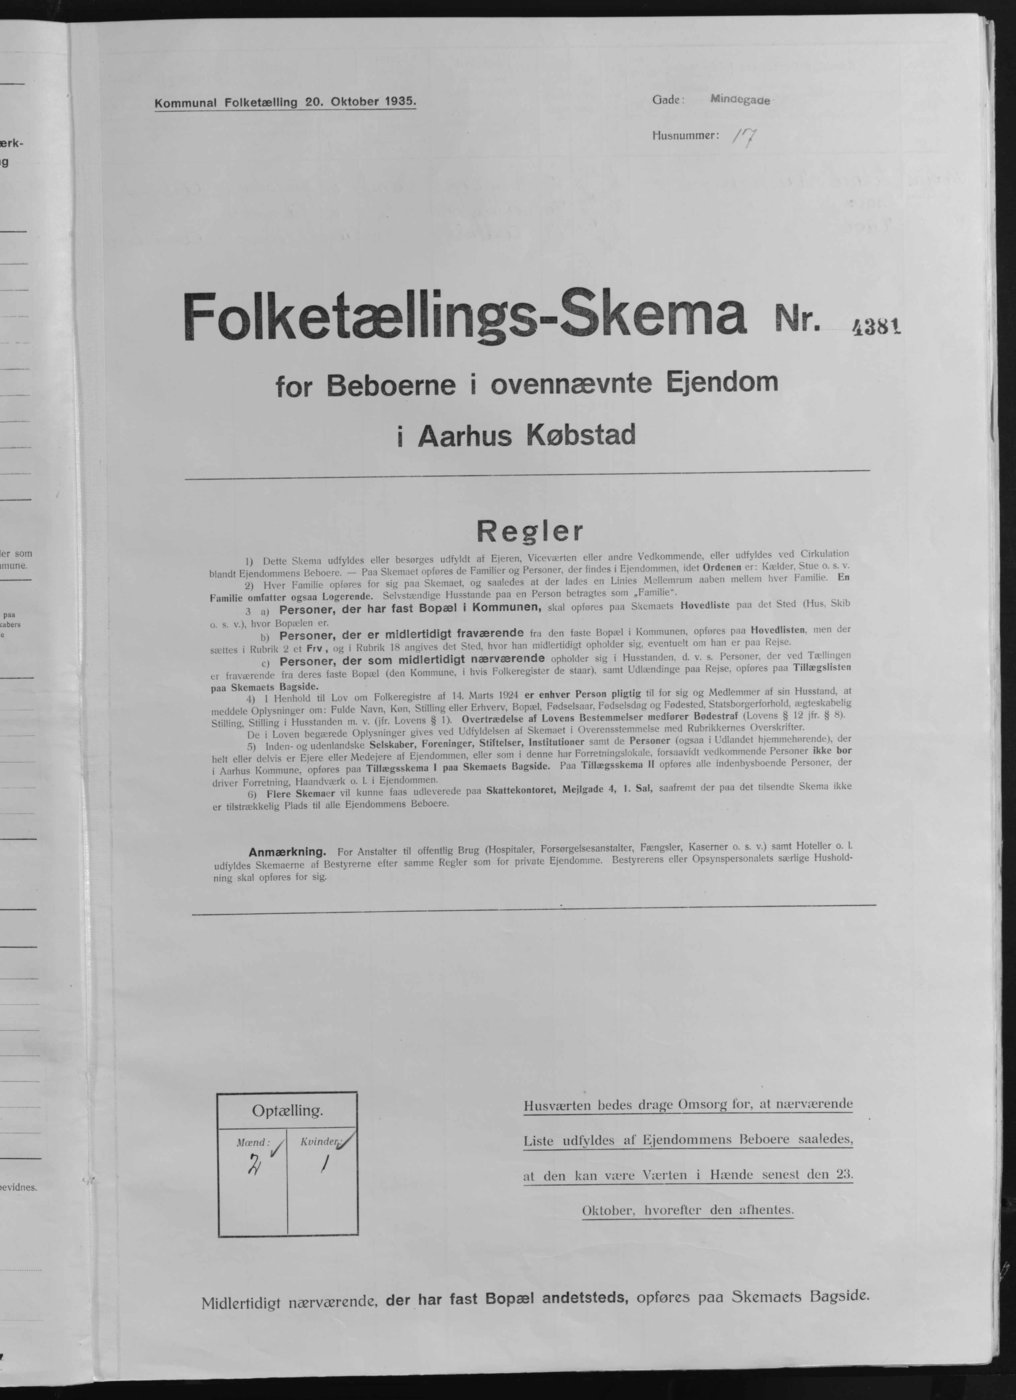 Kommunal Folketælling 20. Oktober 1935.
Gade: Mindegade
Husnummer: 17
Folketællings-Skema Nr. 4381
for Beboerne i ovennævnte Ejendom
i Aarhus Købstad
Regler
1) Dette Skema udfyldes eller besørges udfyldt af Ejeren, Viceværten eller andre Vedkommende, eller udfyldes ved Cirkulation
blandt Ejendommens Beboere. — Paa Skemaet opføres de Familier og Personer, der findes i Ejendommen, idet Ordenen er: Kælder, Stue o. s. v.
2) Hver Familie opføres for sig paa Skemaet, og saaledes at der lades en Linies Mellemrum aaben mellem hver Familie. En
Familie omfatter ogsaa Logerende. Selvstændige Husstande paa en Person betragtes som „Familie“.
3 a) Personer, der har fast Bopæl i Kommunen, skal opføres paa Skemaets Hovedliste paa det Sted (Hus, Skib
o. s. v.), hvor Bopælen er.
b) Personer, der er midlertidigt fraværende fra den faste Bopæl i Kommunen, opføres paa Hovedlisten, men der
sættes i Rubrik 2 et Frv., og i Rubrik 18 angives det Sted, hvor han midlertidigt opholder sig, eventuelt om han er paa Rejse.
c) Personer, der som midlertidigt nærværende opholder sig i Husstanden, d. v. s. Personer, der ved Tællingen
er fraværende fra deres faste Bopæl (den Kommune, i hvis Folkeregister de staar), samt Udlændinge paa Rejse, opføres paa Tillægslisten
paa Skemaets Bagside.
4) I Henhold til Lov om Folkeregistre af 14. Marts 1924 er enhver Person pligtig til for sig og Medlemmer af sin Husstand, at
meddele Oplysninger om: Fulde Navn, Køn, Stilling eller Erhverv, Bopæl, Fødselsaar, Fødselsdag og Fødested, Statsborgerforhold, ægteskabelig
Stilling, Stilling i Husstanden m. v. (jfr. Lovens § 1). Overtrædelse af Lovens Bestemmelser medfører Bødestraf (Lovens § 12 jfr. § 8).
De i Loven begærede Oplysninger gives ved Udfyldelsen af Skemaet i Overensstemmelse med Rubrikkernes Overskrifter.
5) Inden- og udenlandske Selskaber, Foreninger, Stiftelser, Institutioner samt de Personer (ogsaa i Udlandet hjemmehørende), der
helt eller delvis er Ejere eller Medejere af Ejendommen, eller som i denne har Forretningslokale, forsaavidt vedkommende Personer ikke bor
i Aarhus Kommune, opføres paa Tillægsskema I paa Skemaets Bagside. Paa Tillægsskema II opføres alle indenbysboende Personer, der
driver Forretning, Haandværk o. l. i Ejendommen.
6) Flere Skemaer vil kunne faas udleverede paa Skattekontoret, Mejlgade 4, 1. Sal, saafremt der paa det tilsendte Skema ikke
er tilstrækkelig Plads til alle Ejendommens Beboere.
Anmærkning. For Anstalter til offentlig Brug (Hospitaler, Forsørgelsesanstalter, Fængsler, Kaserner o. s. v.) samt Hoteller o. l.
udfyldes Skemaerne af Bestyrerne efter samme Regler som for private Ejendomme. Bestyrerens eller Opsynspersonalets særlige Hushold-
ning skal opføres for sig.
Optælling.
Mænd: Kvinder:
2 1
Husværten bedes drage Omsorg for, at nærværende
Liste udfyldes af Ejendommens Beboere saaledes,
at den kan være Værten i Hænde senest den 23.
Oktober, hvorefter den afhentes.
Midlertidigt nærværende, der har fast Bopæl andetsteds, opføres paa Skemaets Bagside.